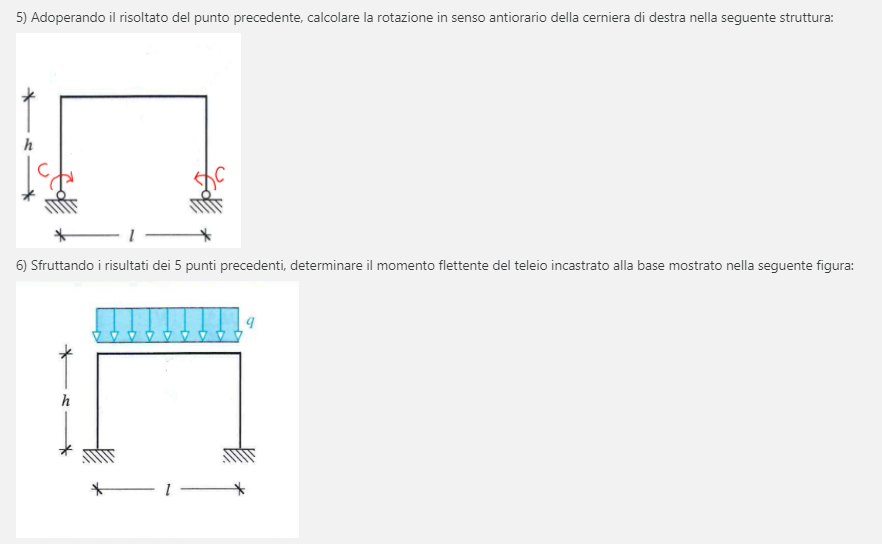 5) Adoperando il risoltato del punto precedente, calcolare la rotazione in senso antiorario della cerniera di destra nella seguente struttura:
h
C
C
l
6) Sfruttando i risultati dei 5 punti precedenti, determinare il momento flettente del teleio incastrato alla base mostrato nella seguente figura:
q
h
l